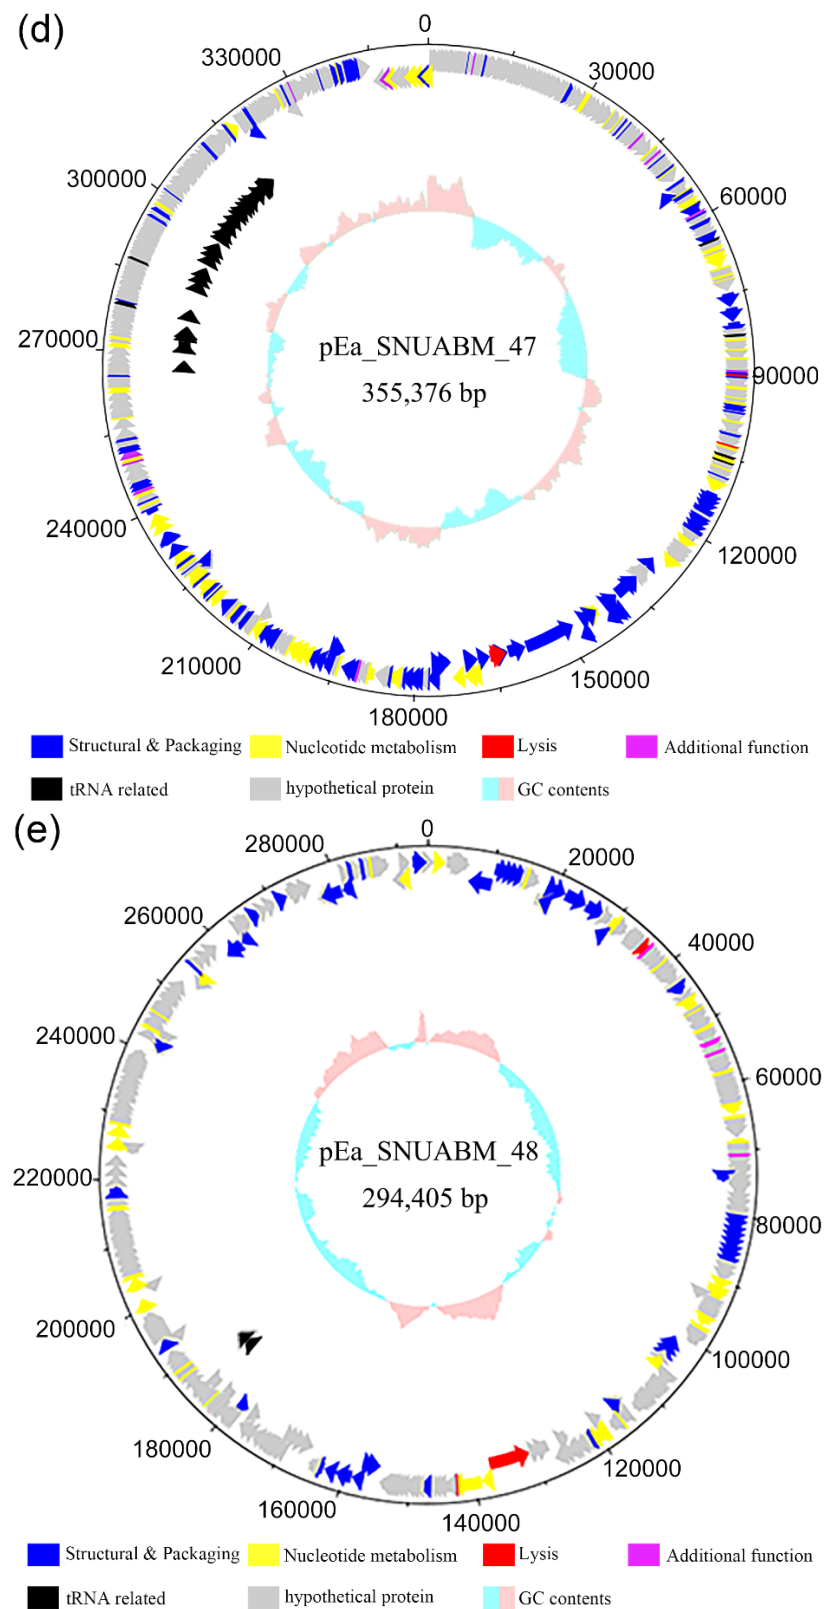 (d)
0
30000
60000
90000
120000
150000
180000
210000
240000
270000
300000
330000
pEa_SNUABM_47
355,376 bp
Structural & Packaging
Nucleotide metabolism
Lysis
Additional function
tRNA related
hypothetical protein
GC contents
(e)
0
20000
40000
60000
80000
100000
120000
140000
160000
180000
200000
220000
240000
260000
280000
pEa_SNUABM_48
294,405 bp
Structural & Packaging
Nucleotide metabolism
Lysis
Additional function
tRNA related
hypothetical protein
GC contents